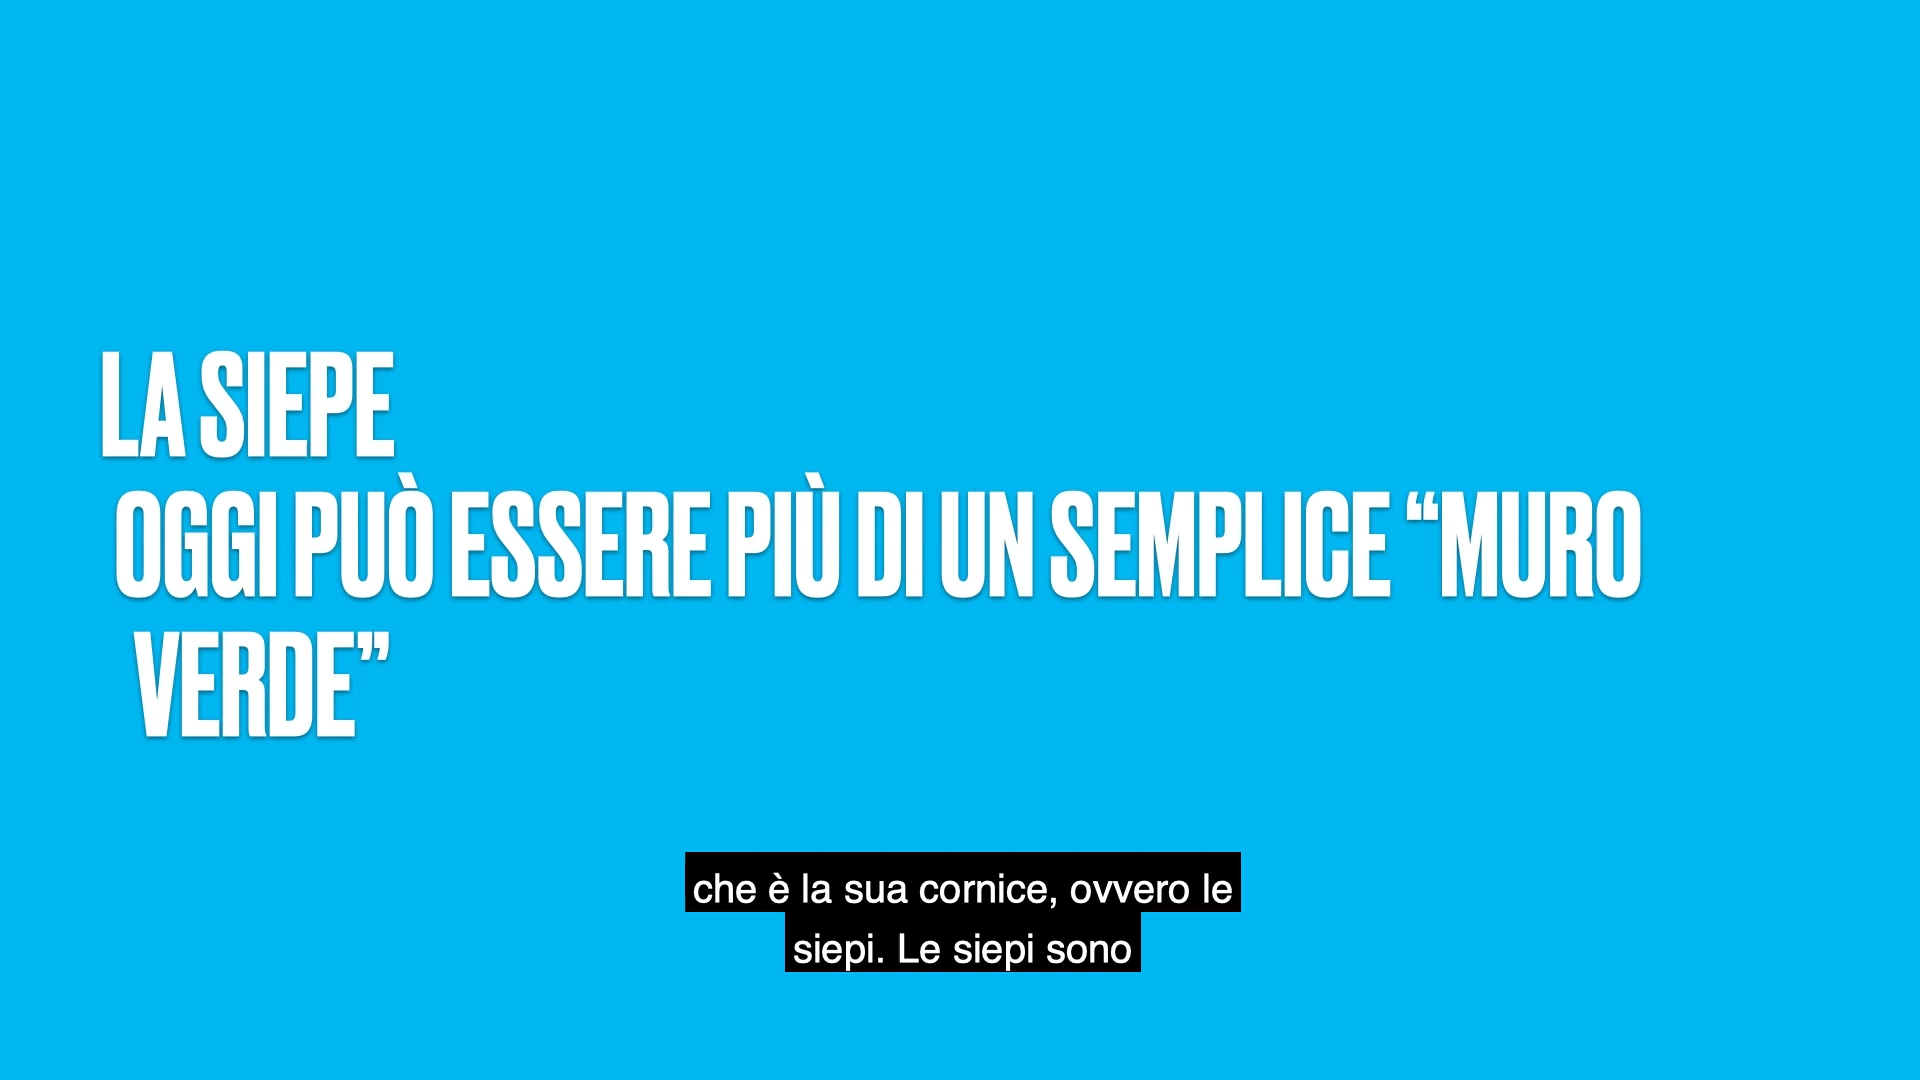 LA SIEPE
OGGI PUÒ ESSERE PIÙ DI UN SEMPLICE “MURO
VERDE”
che è la sua cornice, ovvero le
siepi. Le siepi sono